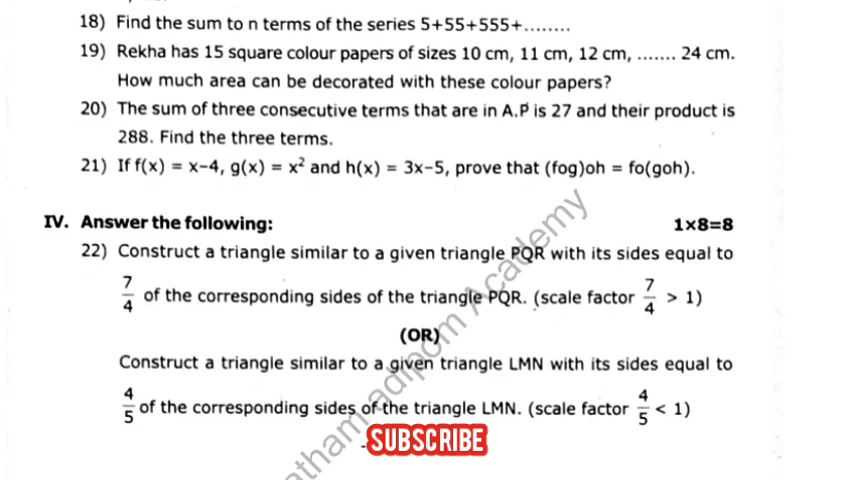 18) Find the sum to n terms of the series 5+55+555+........
19) Rekha has 15 square colour papers of sizes 10 cm, 11 cm, 12 cm, ....... 24 cm.
How much area can be decorated with these colour papers?
20) The sum of three consecutive terms that are in A.P is 27 and their product is
288. Find the three terms.
21) If f(x) = x–4, g(x) = x² and h(x) = 3x–5, prove that (fog)oh = fo(goh).
IV. Answer the following: 1×8=8
22) Construct a triangle similar to a given triangle PQR with its sides equal to
7/4 of the corresponding sides of the triangle PQR. (scale factor 7/4 > 1)
(OR)
Construct a triangle similar to a given triangle LMN with its sides equal to
4/5 of the corresponding sides of the triangle LMN. (scale factor 4/5 < 1)
SUBSCRIBE
adipom Academy